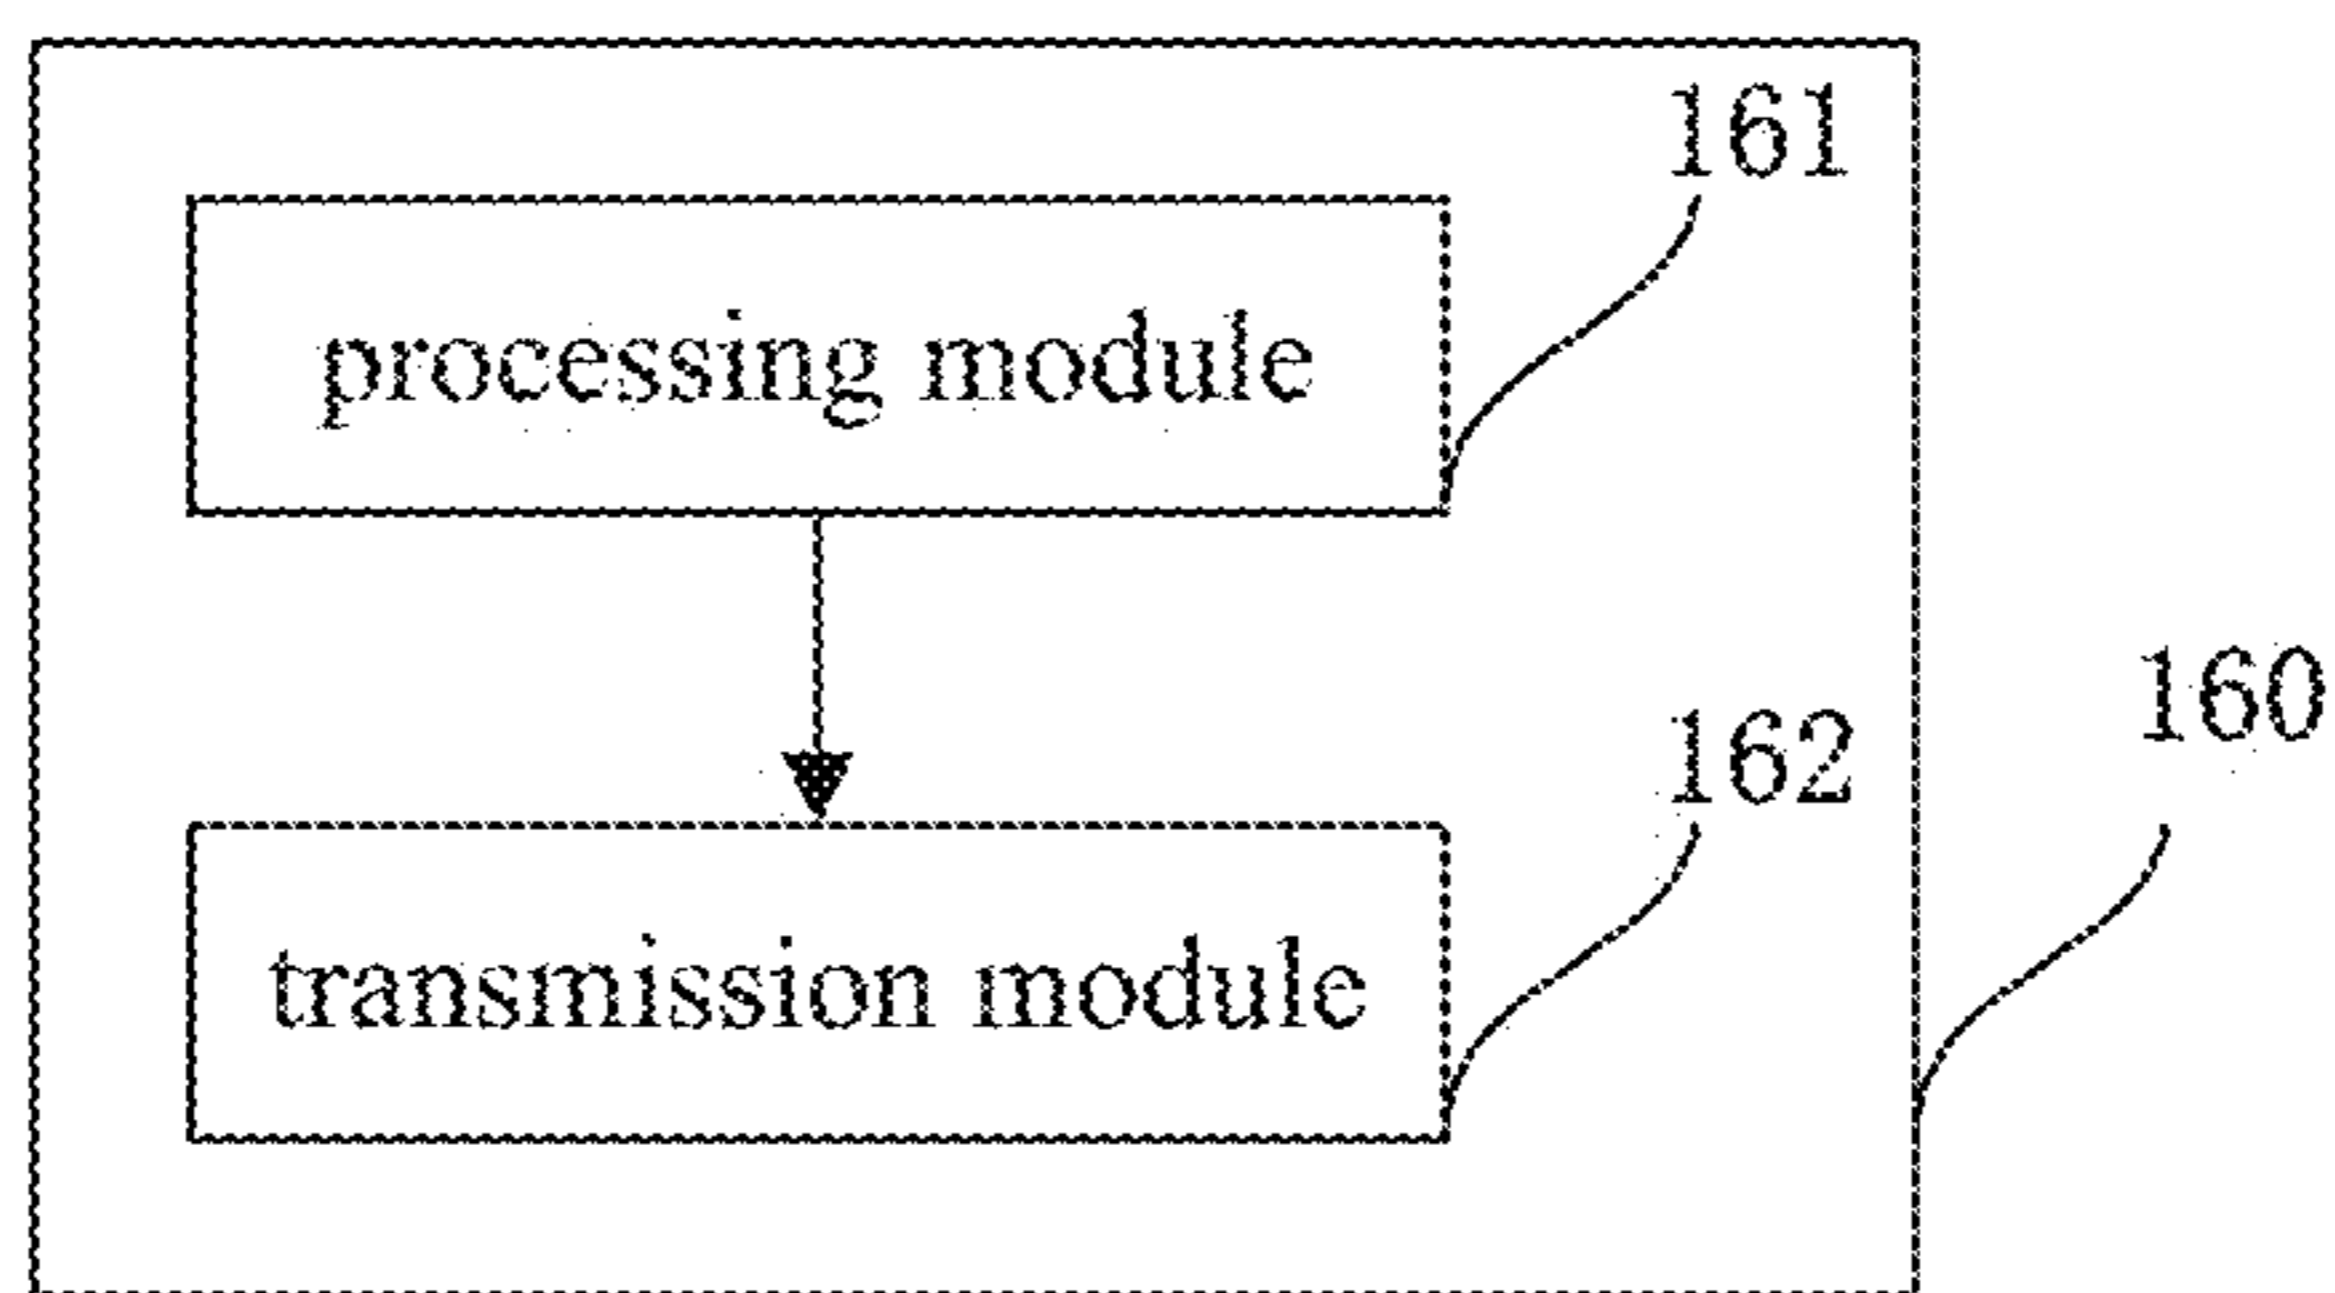 161
processing module
160
162
transmission module